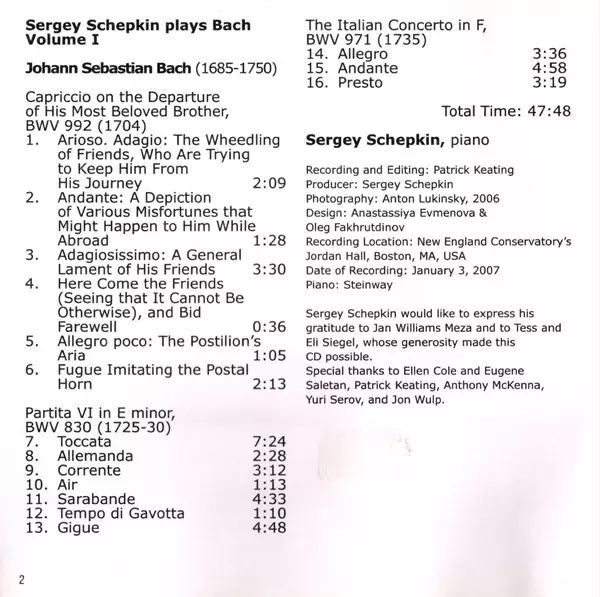 Sergey Schepkin plays Bach
Volume I
Johann Sebastian Bach (1685-1750)
Capriccio on the Departure
of His Most Beloved Brother,
BWV 992 (1704)
1. Arioso. Adagio: The Wheedling
of Friends, Who Are Trying
to Keep Him From
His Journey 2:09
2. Andante: A Depiction
of Various Misfortunes that
Might Happen to Him While
Abroad 1:28
3. Adagiosissimo: A General
Lament of His Friends 3:30
4. Here Come the Friends
(Seeing that It Cannot Be
Otherwise), and Bid
Farewell 0:36
5. Allegro poco: The Postilion's
Aria 1:05
6. Fugue Imitating the Postal
Horn 2:13
Partita VI in E minor,
BWV 830 (1725-30)
7. Toccata 7:24
8. Allemanda 2:28
9. Corrente 3:12
10. Air 1:13
11. Sarabande 4:33
12. Tempo di Gavotta 1:10
13. Gigue 4:48
2
The Italian Concerto in F,
BWV 971 (1735)
14. Allegro 3:36
15. Andante 4:58
16. Presto 3:19
Total Time: 47:48
Sergey Schepkin, piano
Recording and Editing: Patrick Keating
Producer: Sergey Schepkin
Photography: Anton Lukinsky, 2006
Design: Anastassiya Evmenova &
Oleg Fakhrutdinov
Recording Location: New England Conservatory's
Jordan Hall, Boston, MA, USA
Date of Recording: January 3, 2007
Piano: Steinway
Sergey Schepkin would like to express his
gratitude to Jan Williams Meza and to Tess and
Eli Siegel, whose generosity made this
CD possible.
Special thanks to Ellen Cole and Eugene
Saletan, Patrick Keating, Anthony McKenna,
Yuri Serov, and Jon Wulp.